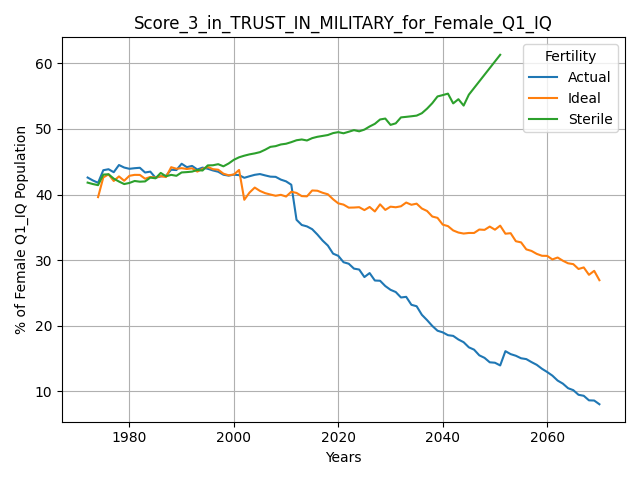 Score_3_in_TRUST_IN_MILITARY_for_Female_Q1_IQ
% of Female Q1_IQ Population
60
50
40
30
20
10
Fertility
Actual
Ideal
Sterile
1980 2000 2020 2040 2060
Years